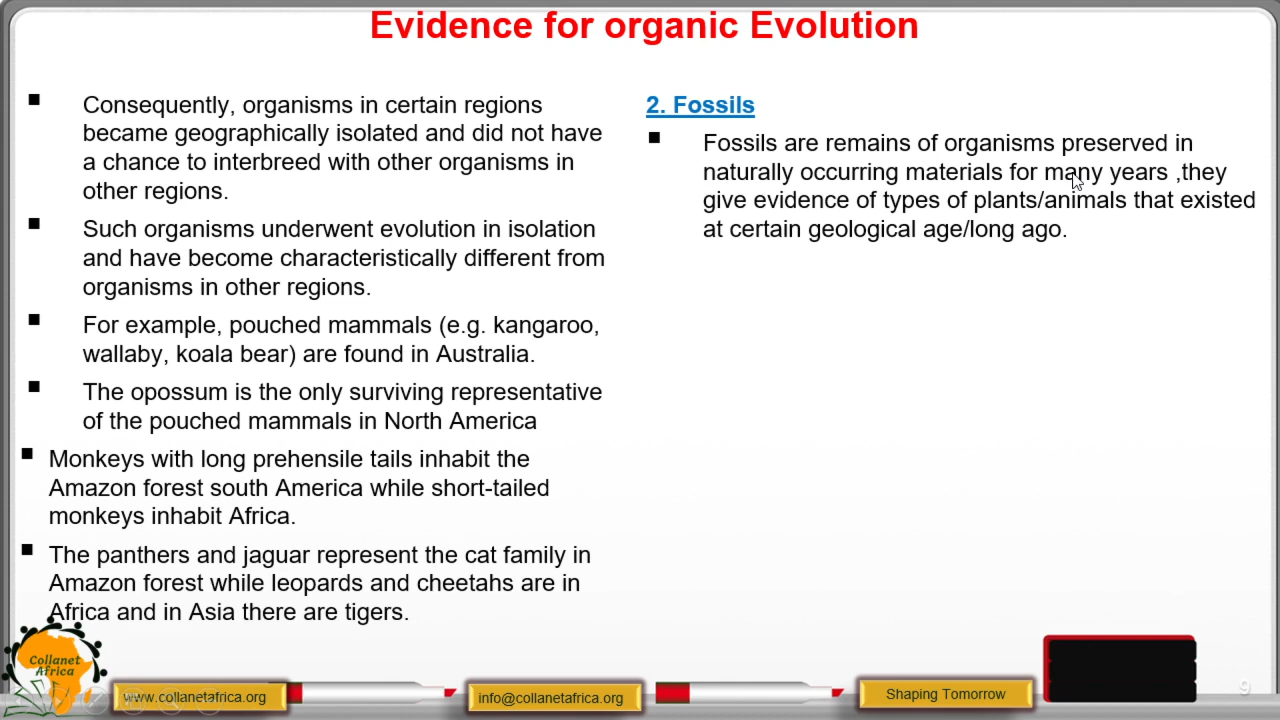 Evidence for organic Evolution
▪ Consequently, organisms in certain regions
became geographically isolated and did not have
a chance to interbreed with other organisms in
other regions.
▪ Such organisms underwent evolution in isolation
and have become characteristically different from
organisms in other regions.
▪ For example, pouched mammals (e.g. kangaroo,
wallaby, koala bear) are found in Australia.
▪ The opossum is the only surviving representative
of the pouched mammals in North America
▪ Monkeys with long prehensile tails inhabit the
Amazon forest south America while short-tailed
monkeys inhabit Africa.
▪ The panthers and jaguar represent the cat family in
Amazon forest while leopards and cheetahs are in
Africa and in Asia there are tigers.
2. Fossils
▪ Fossils are remains of organisms preserved in
naturally occurring materials for many years ,they
give evidence of types of plants/animals that existed
at certain geological age/long ago.
Collanet
Africa
www.collanetafrica.org
info@collanetafrica.org
Shaping Tomorrow
9